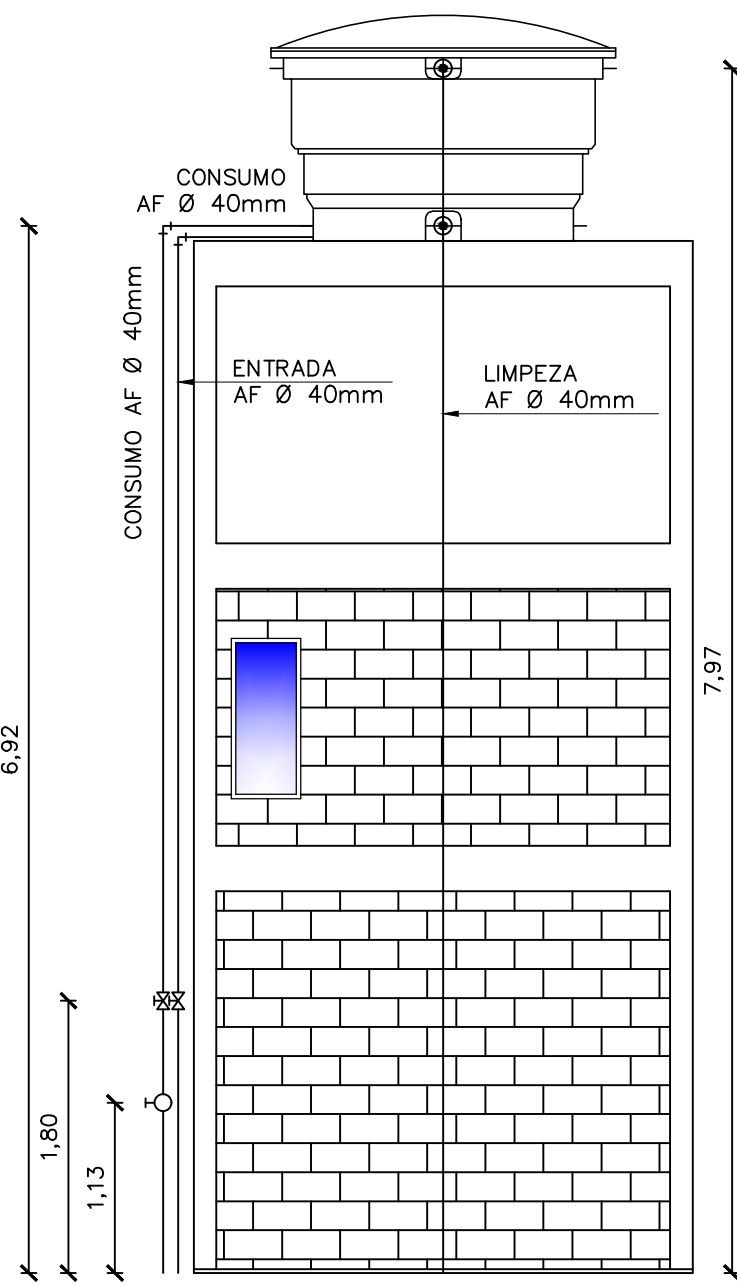 CONSUMO
AF Ø 40mm
CONSUMO AF Ø 40mm
ENTRADA
AF Ø 40mm
LIMPEZA
AF Ø 40mm
7,97
6,92
1,80
1,13